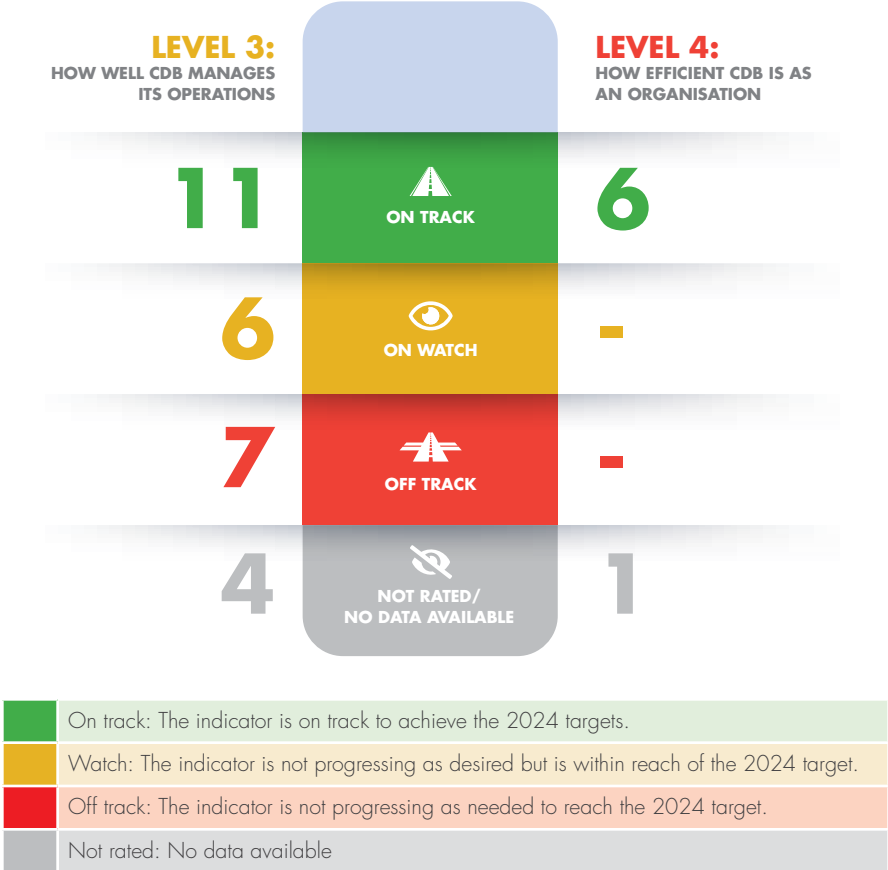 LEVEL 3:
HOW WELL CDB MANAGES
ITS OPERATIONS
LEVEL 4:
HOW EFFICIENT CDB IS AS
AN ORGANISATION
11
ON TRACK
6
6
ON WATCH
-
7
OFF TRACK
-
4
NOT RATED/
NO DATA AVAILABLE
1
On track: The indicator is on track to achieve the 2024 targets.
Watch: The indicator is not progressing as desired but is within reach of the 2024 target.
Off track: The indicator is not progressing as needed to reach the 2024 target.
Not rated: No data available